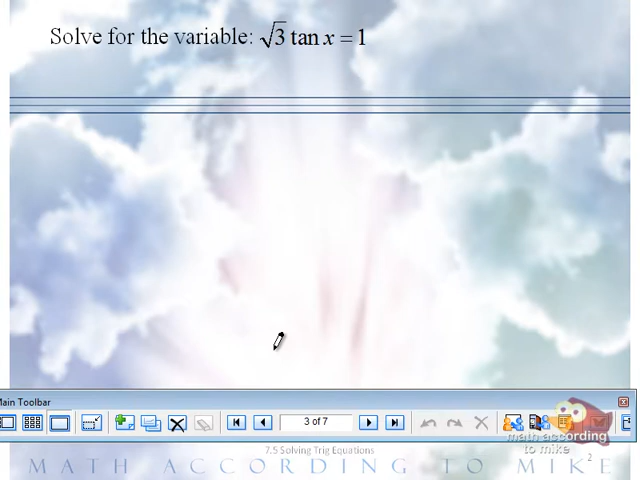 Solve for the variable: √3 tan x = 1
Main Toolbar
3 of 7
math according
to mike
7.5 Solving Trig Equations
2
MATH ACCORDING TO MIKE